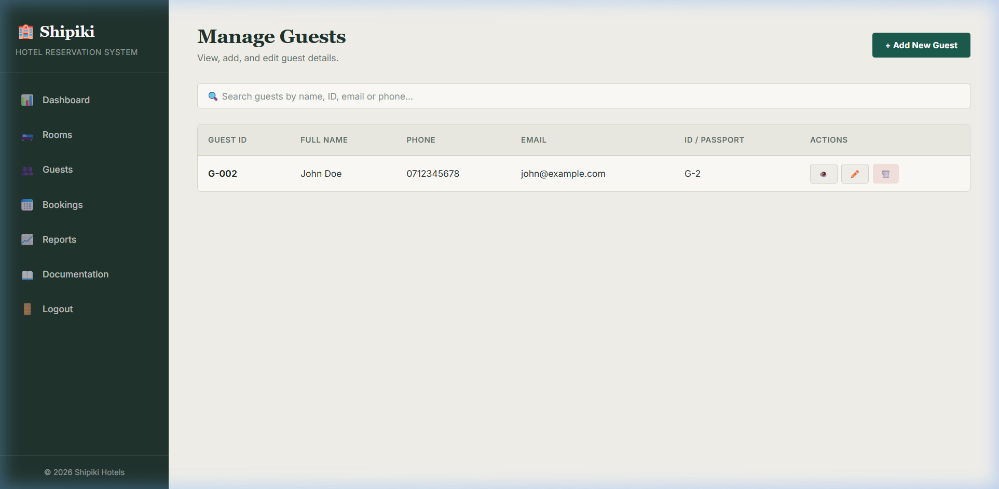 Shipiki
HOTEL RESERVATION SYSTEM
Dashboard
Rooms
Guests
Bookings
Reports
Documentation
Logout
© 2026 Shipiki Hotels
Manage Guests
View, add, and edit guest details.
+ Add New Guest
Search guests by name, ID, email or phone...
GUEST ID FULL NAME PHONE EMAIL ID / PASSPORT ACTIONS
G-002 John Doe 0712345678 john@example.com G-2